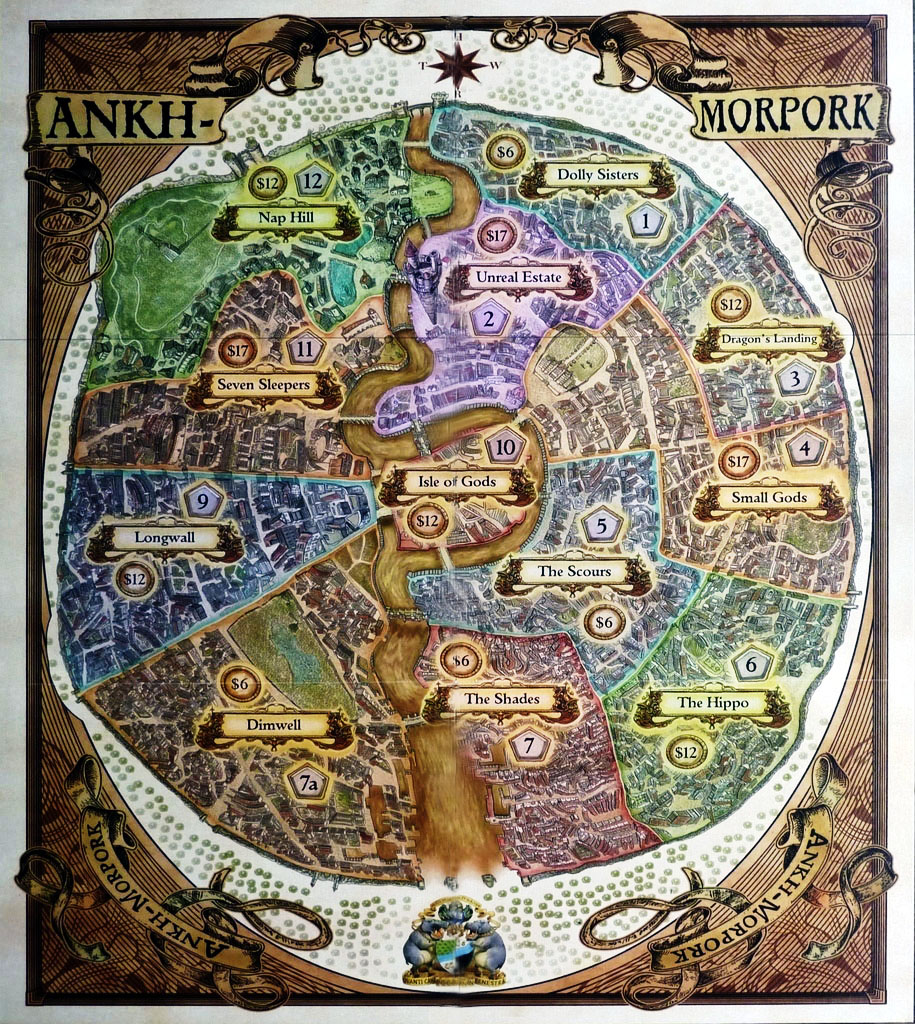 H
T W
R
ANKH-
MORPORK
$6
Dolly Sisters
1
$12
12
Nap Hill
$17
Unreal Estate
2
$12
Dragon's Landing
3
$17
11
Seven Sleepers
10
Isle of Gods
$12
4
$17
Small Gods
9
Longwall
$12
5
The Scours
$6
6
The Hippo
$12
$6
The Shades
7
$6
Dimwell
7a
ANKH-MORPORK
ANKH-MORPORK